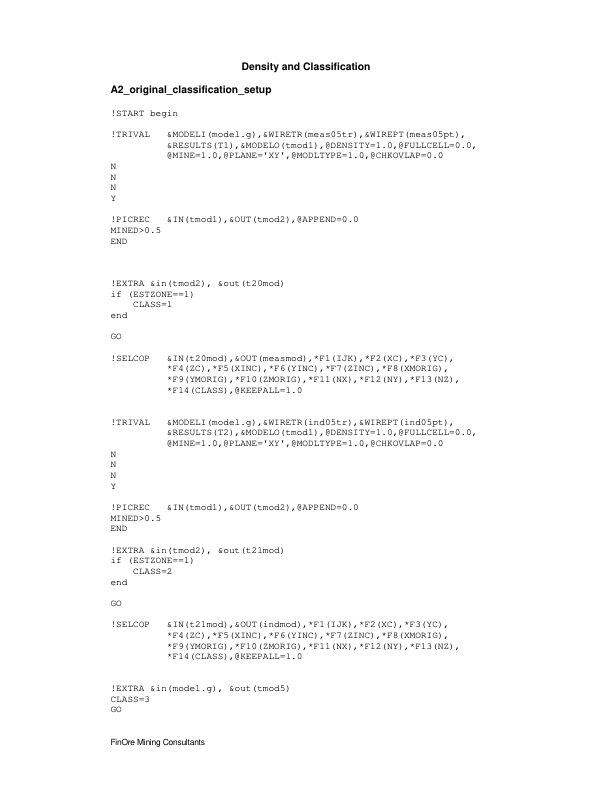 Density and Classification
A2_original_classification_setup
!START begin
!TRIVAL &MODELI(model.g),&WIRETR(meas05tr),&WIREPT(meas05pt),
&RESULTS(T1),&MODELO(tmod1),@DENSITY=1.0,@FULLCELL=0.0,
@MINE=1.0,@PLANE='XY',@MODLTYPE=1.0,@CHKOVLAP=0.0
N
N
N
Y
!PICREC &IN(tmod1),&OUT(tmod2),@APPEND=0.0
MINED>0.5
END
!EXTRA &in(tmod2), &out(t20mod)
if (ESTZONE==1)
CLASS=1
end
GO
!SELCOP &IN(t20mod),&OUT(measmod),*F1(IJK),*F2(XC),*F3(YC),
*F4(ZC),*F5(XINC),*F6(YINC),*F7(ZINC),*F8(XMORIG),
*F9(YMORIG),*F10(ZMORIG),*F11(NX),*F12(NY),*F13(NZ),
*F14(CLASS),@KEEPALL=1.0
!TRIVAL &MODELI(model.g),&WIRETR(ind05tr),&WIREPT(ind05pt),
&RESULTS(T2),&MODELO(tmod1),@DENSITY=1.0,@FULLCELL=0.0,
@MINE=1.0,@PLANE='XY',@MODLTYPE=1.0,@CHKOVLAP=0.0
N
N
N
Y
!PICREC &IN(tmod1),&OUT(tmod2),@APPEND=0.0
MINED>0.5
END
!EXTRA &in(tmod2), &out(t21mod)
if (ESTZONE==1)
CLASS=2
end
GO
!SELCOP &IN(t21mod),&OUT(indmod),*F1(IJK),*F2(XC),*F3(YC),
*F4(ZC),*F5(XINC),*F6(YINC),*F7(ZINC),*F8(XMORIG),
*F9(YMORIG),*F10(ZMORIG),*F11(NX),*F12(NY),*F13(NZ),
*F14(CLASS),@KEEPALL=1.0
!EXTRA &in(model.g), &out(tmod5)
CLASS=3
GO
FinOre Mining Consultants